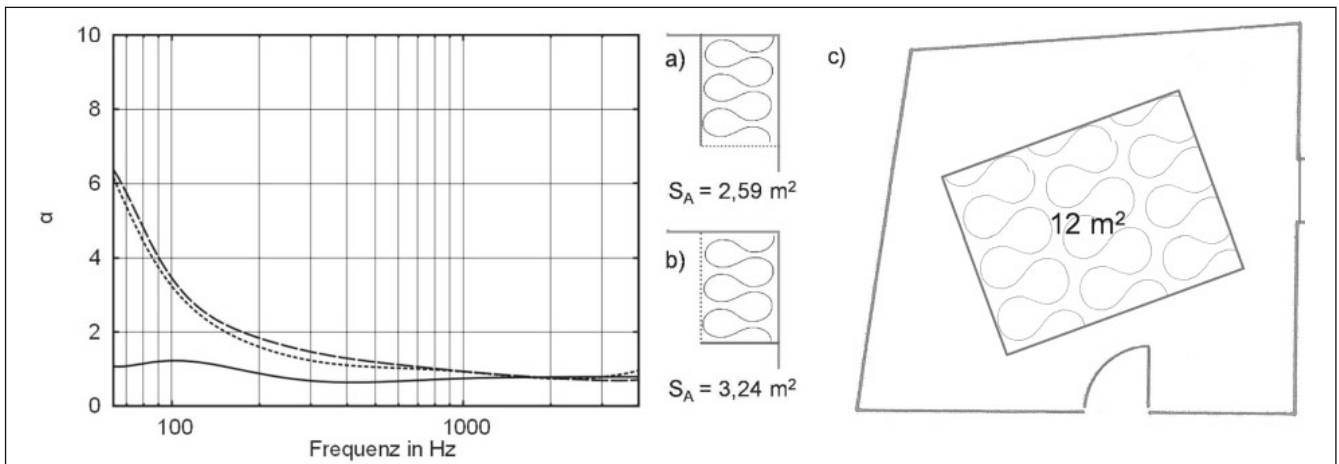 10
8
6
4
2
0
α
100
1000
Frequenz in Hz
a)
S_A = 2,59 m²
b)
S_A = 3,24 m²
c)
12 m²